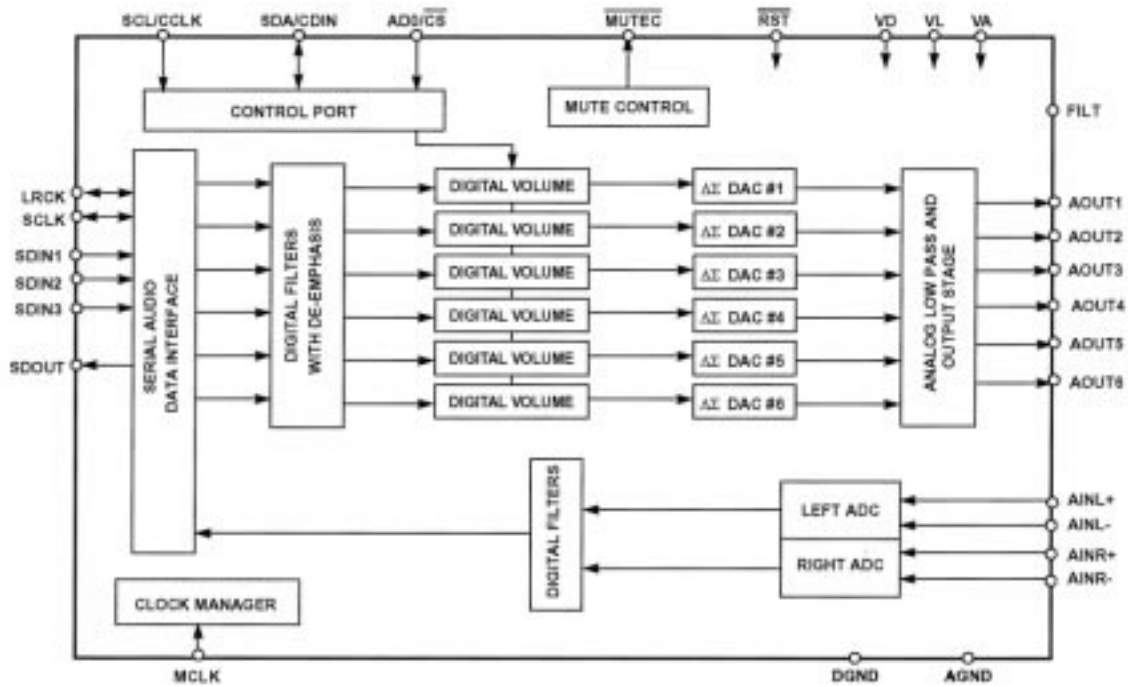 SCL/CCLK SDA/CDIN AD0/CS MUTEC RST VD VL VA
CONTROL PORT
MUTE CONTROL
FILT
LRCK
SCLK
SDIN1
SDIN2
SDIN3
SDOUT
SERIAL AUDIO
DATA INTERFACE
DIGITAL FILTERS
WITH DE-EMPHASIS
DIGITAL VOLUME
DIGITAL VOLUME
DIGITAL VOLUME
DIGITAL VOLUME
DIGITAL VOLUME
DIGITAL VOLUME
ΔΣ DAC #1
ΔΣ DAC #2
ΔΣ DAC #3
ΔΣ DAC #4
ΔΣ DAC #5
ΔΣ DAC #6
ANALOG LOW PASS AND
OUTPUT STAGE
AOUT1
AOUT2
AOUT3
AOUT4
AOUT5
AOUT6
DIGITAL FILTERS
LEFT ADC
RIGHT ADC
AINL+
AINL-
AINR+
AINR-
CLOCK MANAGER
MCLK
DGND
AGND